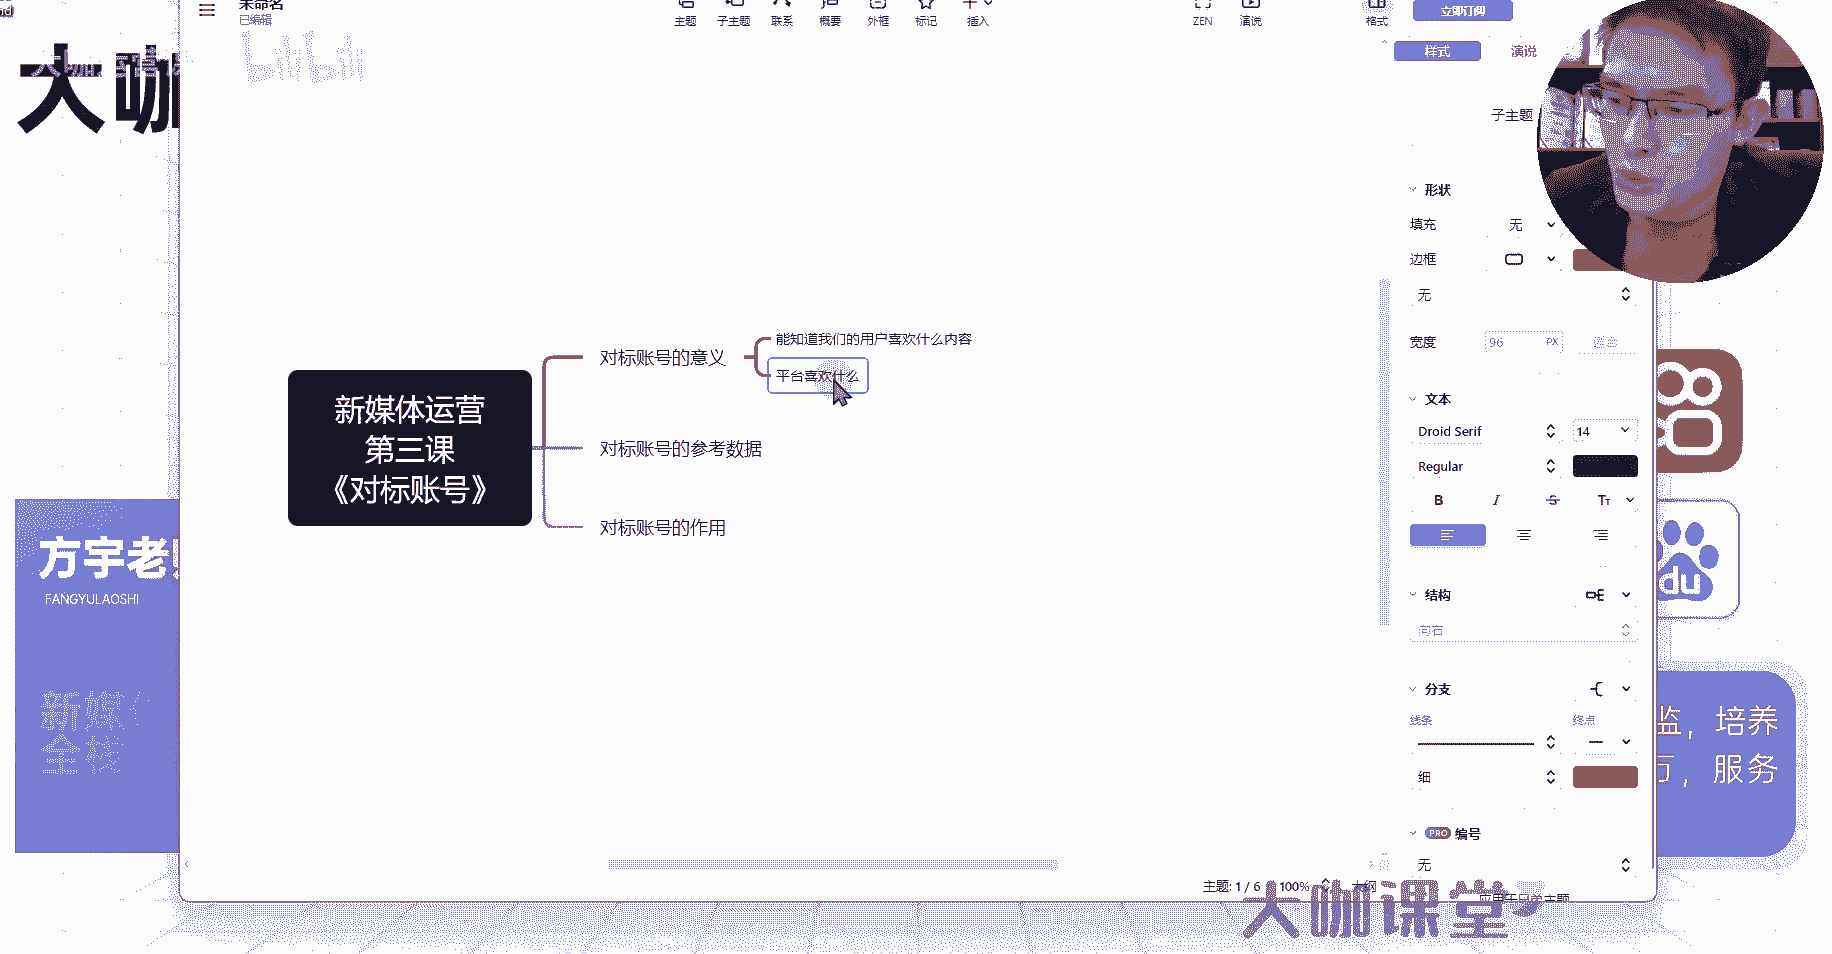 未命名
已编辑
主题
子主题
联系
概要
外框
标记
插入
ZEN
演说
格式
立即订阅
bilibili
大咖
样式
演说
子主题
形状
填充
无
边框
无
宽度
96
PX
文本
Droid Serif
14
Regular
B
I
S
TT
结构
向右
分支
线条
终点
细
PRO 编号
无
新媒体运营
第三课
《对标账号》
对标账号的意义
能知道我们的用户喜欢什么内容
平台喜欢什么
对标账号的参考数据
对标账号的作用
方宇老
FANGYULAOSHI
新媒
全栈
du
监，培养
万，服务
主题: 1 / 6
100%
大纲
大咖课堂